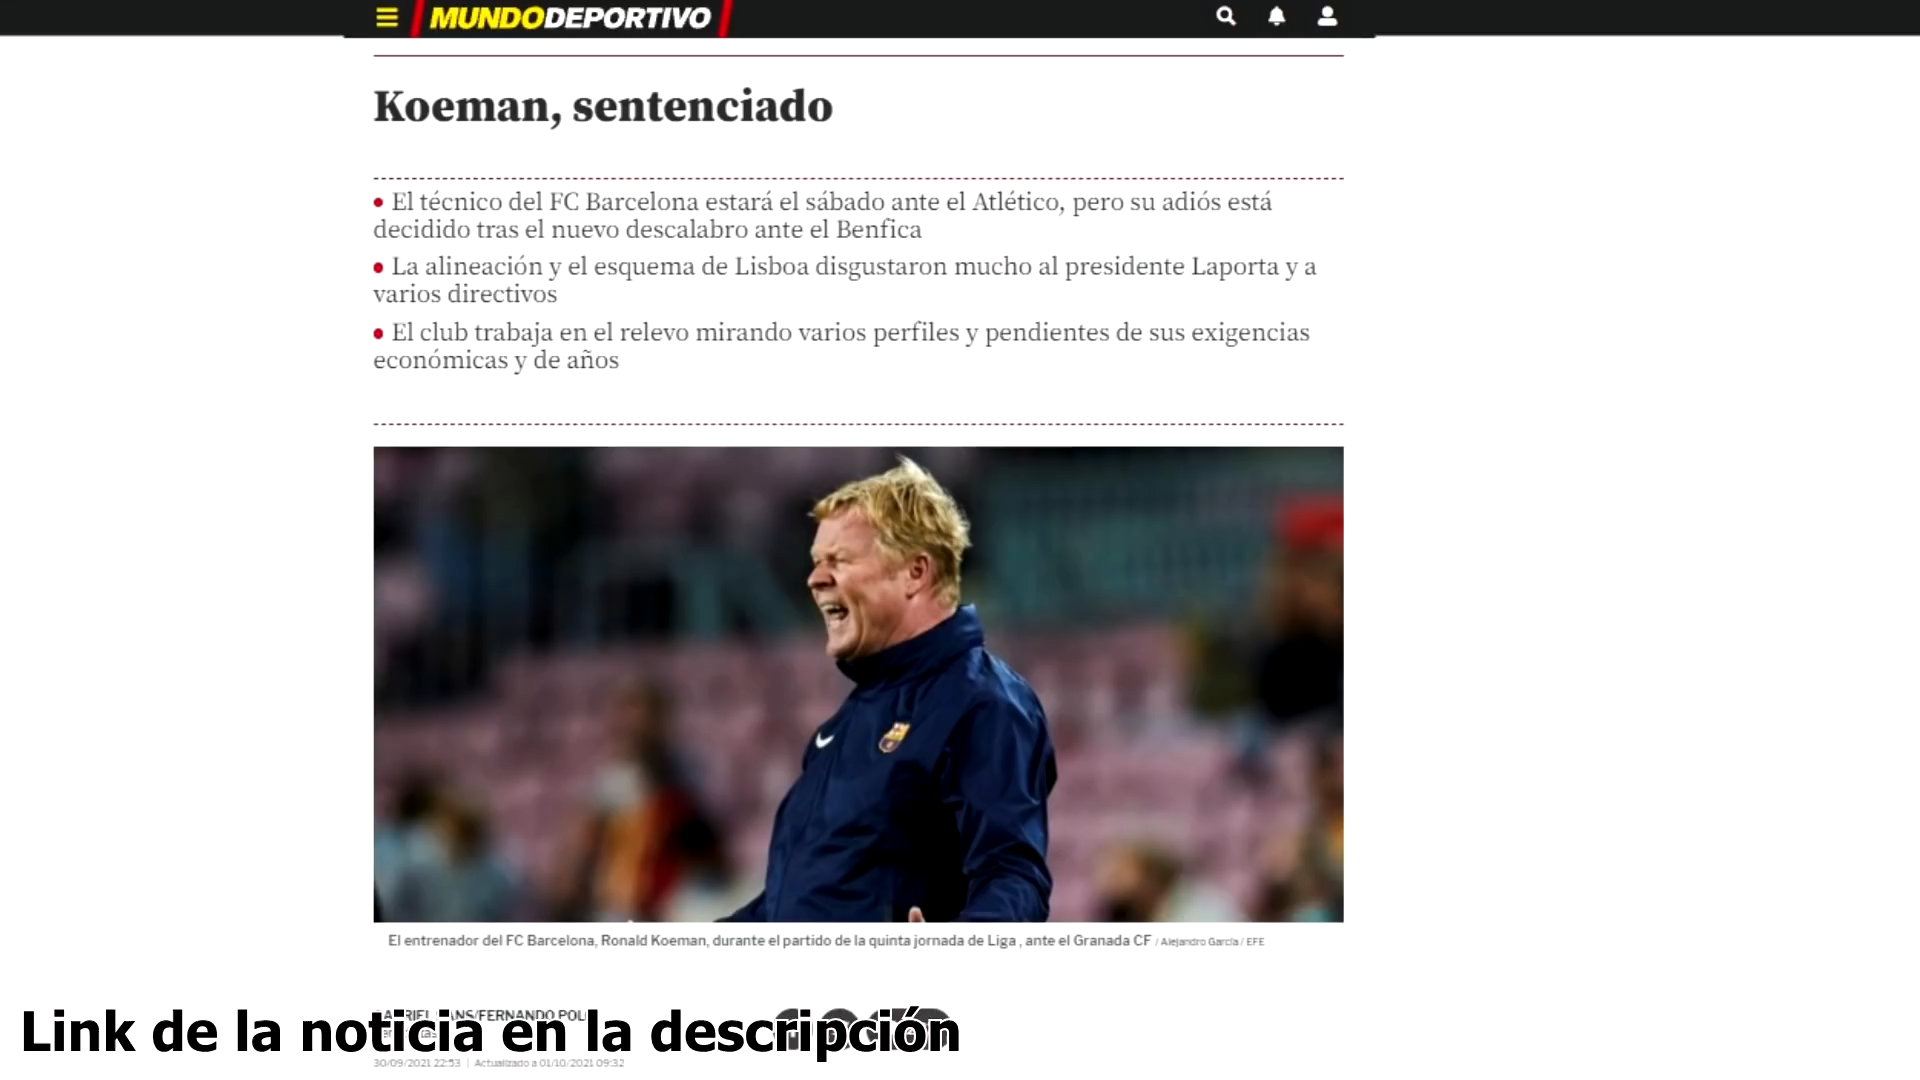 MUNDODEPORTIVO
Koeman, sentenciado
• El técnico del FC Barcelona estará el sábado ante el Atlético, pero su adiós está
decidido tras el nuevo descalabro ante el Benfica
• La alineación y el esquema de Lisboa disgustaron mucho al presidente Laporta y a
varios directivos
• El club trabaja en el relevo mirando varios perfiles y pendientes de sus exigencias
económicas y de años
El entrenador del FC Barcelona, Ronald Koeman, durante el partido de la quinta jornada de Liga , ante el Granada CF / Alejandro García / EFE
/FERNANDO
Link de la noticia en la descripción
30/09/2021 22:53 | Actualizado a 01/10/2021 09:32